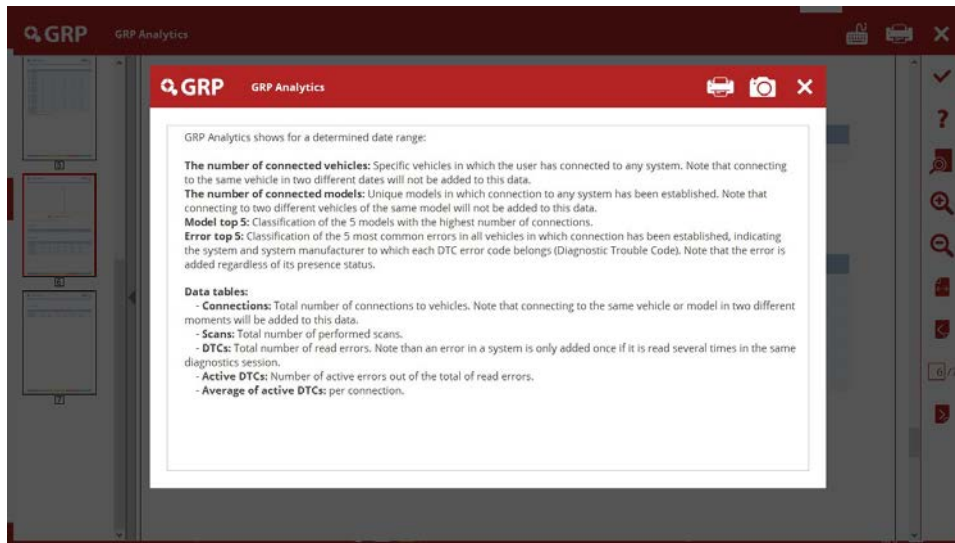 GRP GRP Analytics
GRP GRP Analytics
GRP Analytics shows for a determined date range:
The number of connected vehicles: Specific vehicles in which the user has connected to any system. Note that connecting
to the same vehicle in two different dates will not be added to this data.
The number of connected models: Unique models in which connection to any system has been established. Note that
connecting to two different vehicles of the same model will not be added to this data.
Model top 5: Classification of the 5 models with the highest number of connections.
Error top 5: Classification of the 5 most common errors in all vehicles in which connection has been established, indicating
the system and system manufacturer to which each DTC error code belongs (Diagnostic Trouble Code). Note that the error is
added regardless of its presence status.
Data tables:
- Connections: Total number of connections to vehicles. Note that connecting to the same vehicle or model in two different
moments will be added to this data.
- Scans: Total number of performed scans.
- DTCs: Total number of read errors. Note than an error in a system is only added once if it is read several times in the same
diagnostics session.
- Active DTCs: Number of active errors out of the total of read errors.
- Average of active DTCs: per connection.
5
6
7
6/